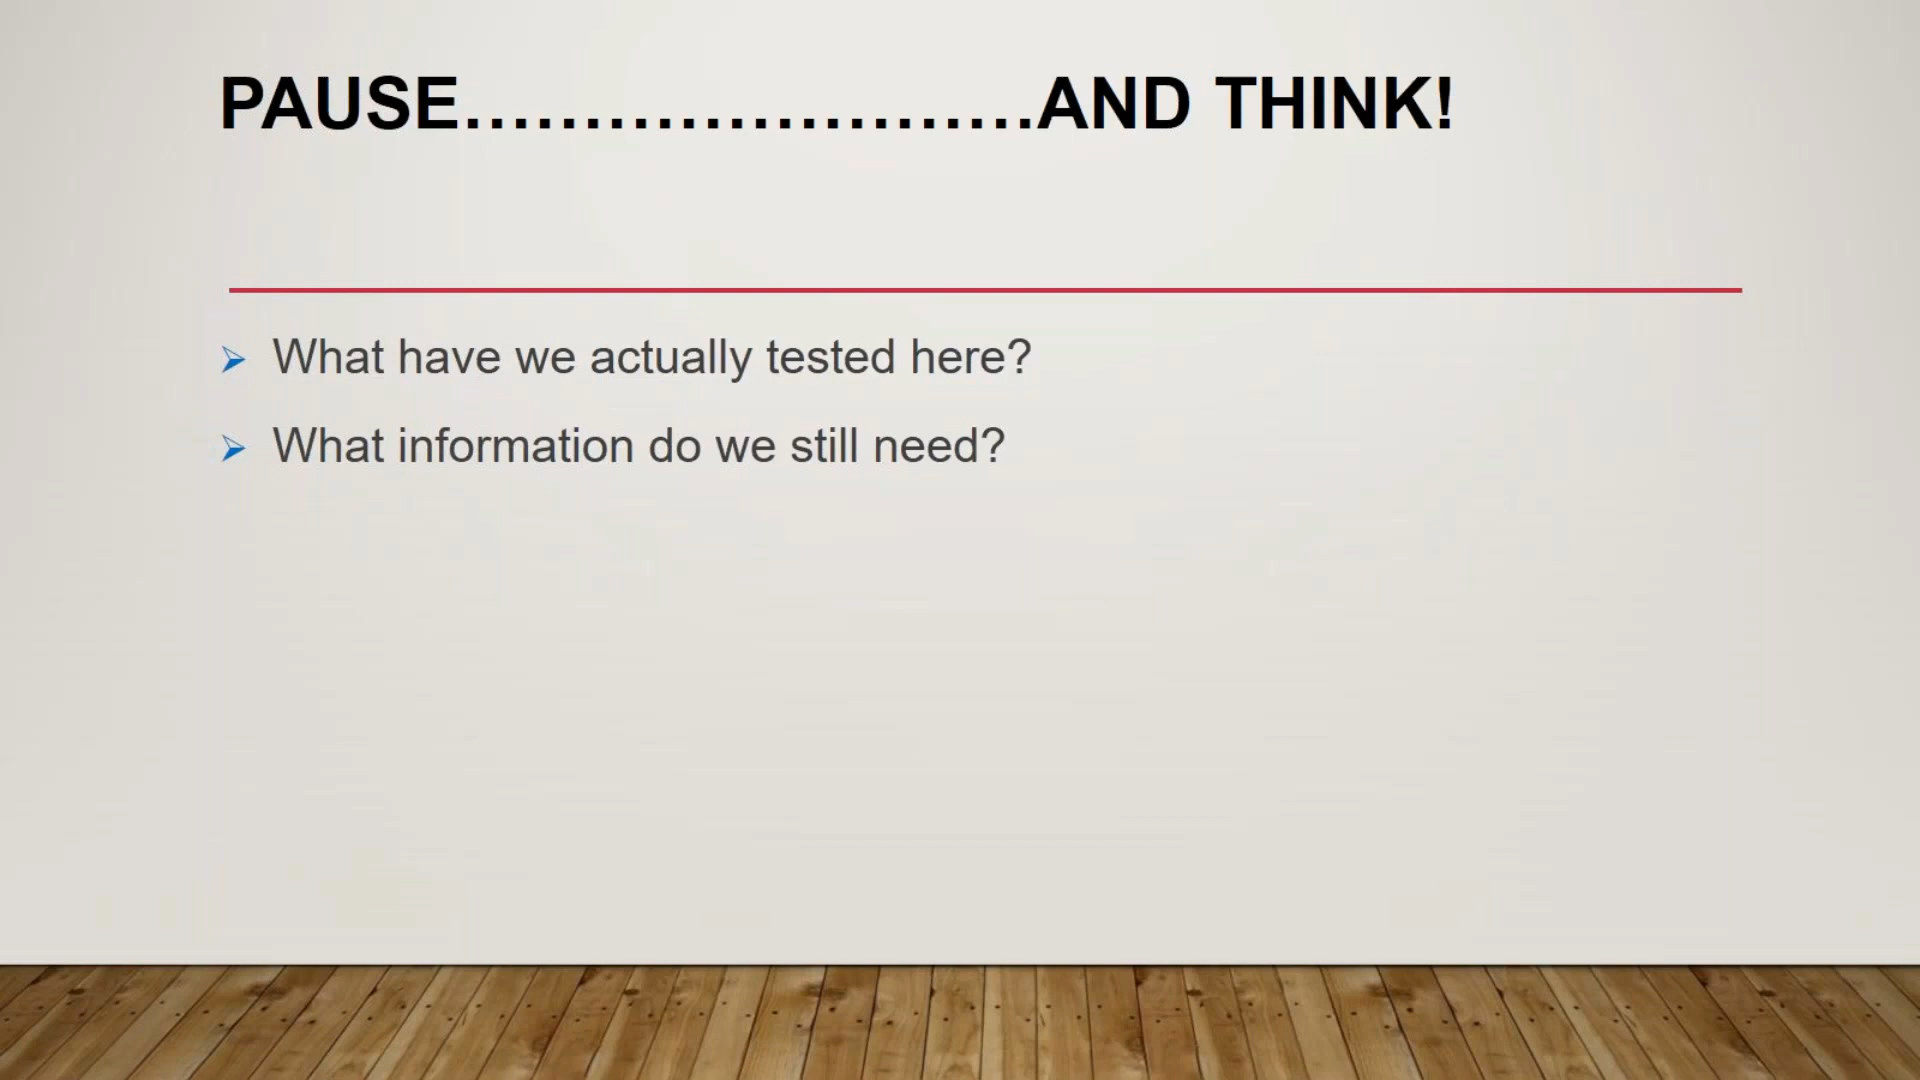 PAUSE........................AND THINK!
What have we actually tested here?
What information do we still need?